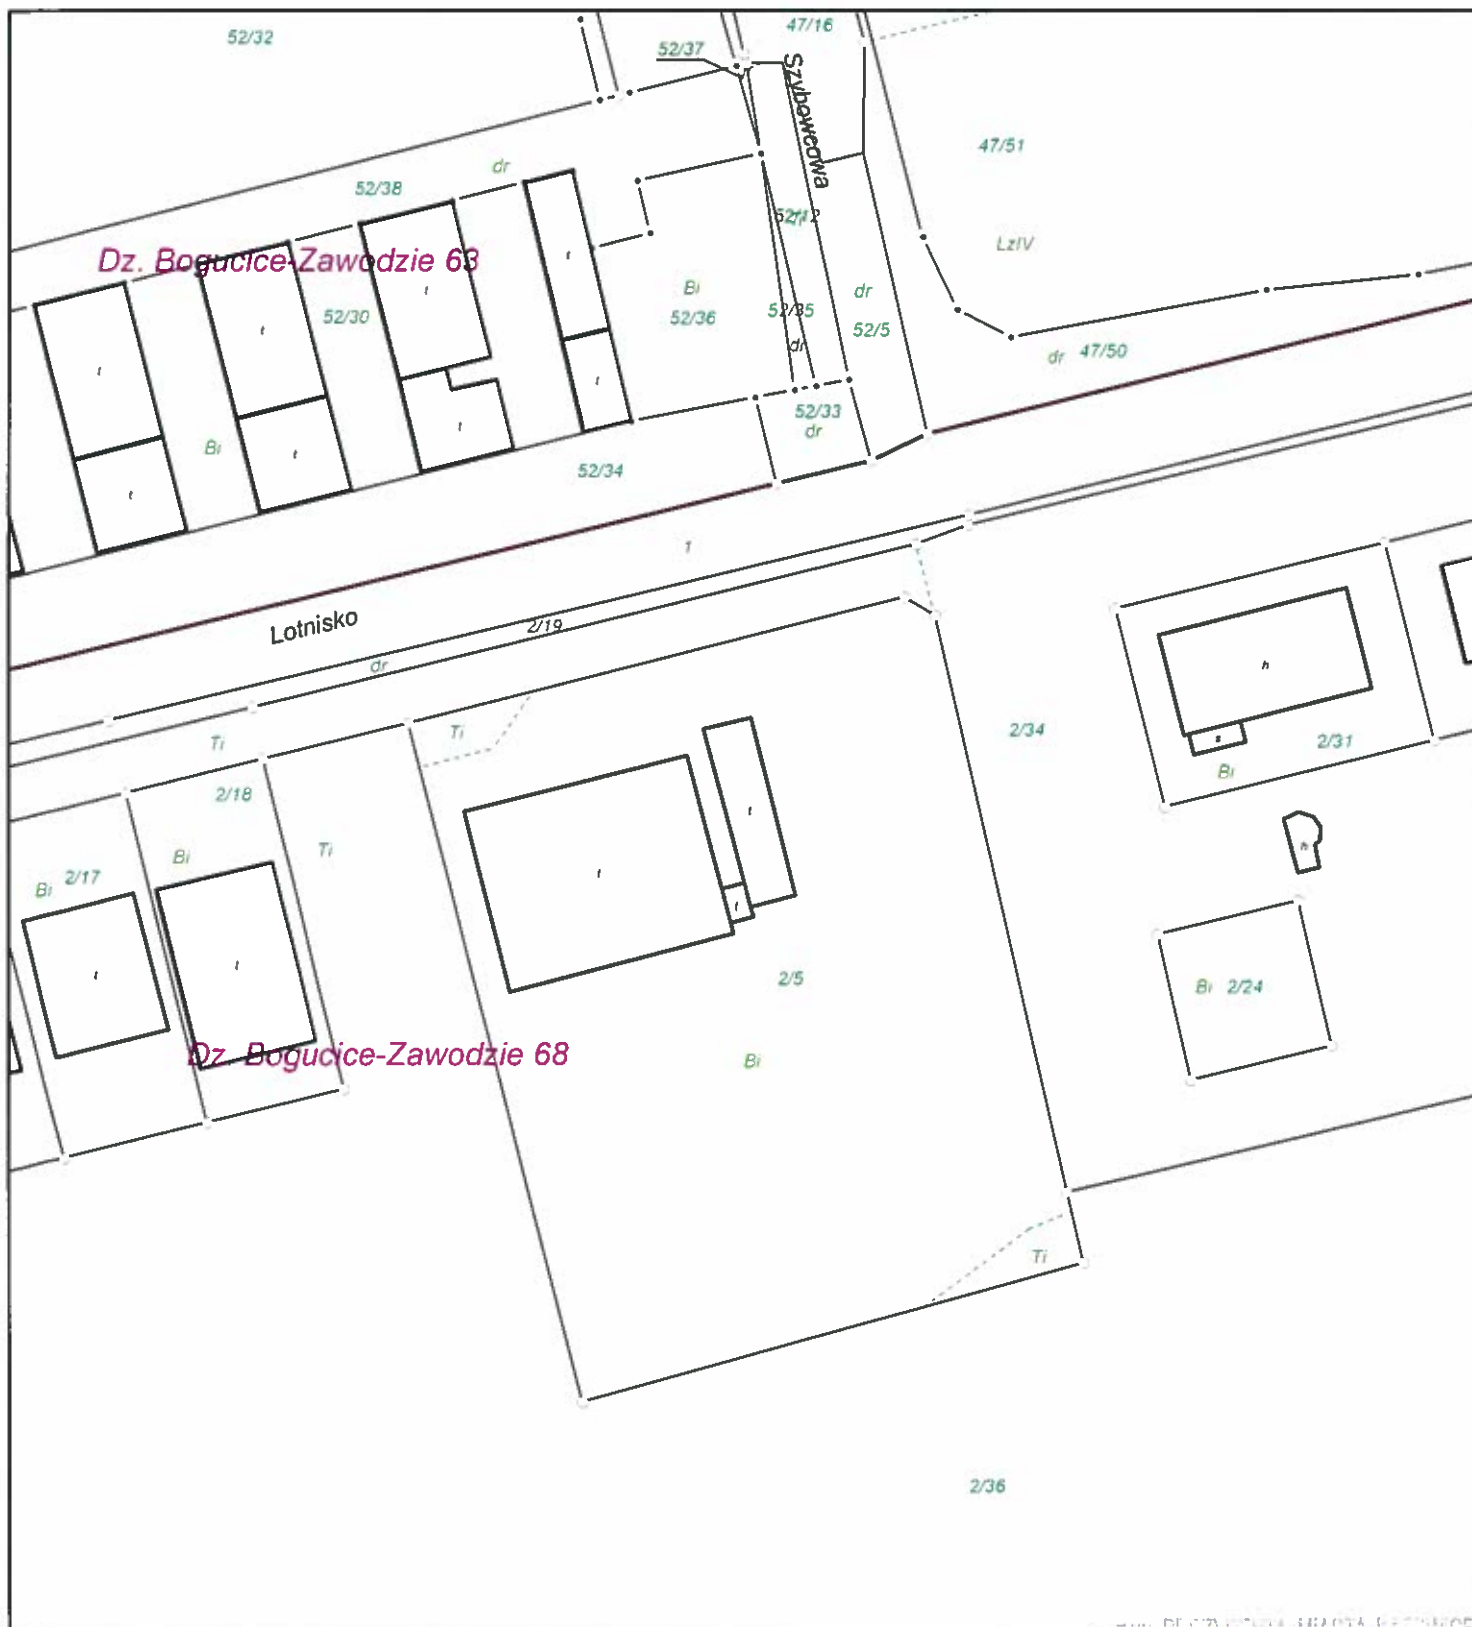 52/32
52/37
47/16
Szybowcowa
47/51
dr
52/38
52/12
LzIV
Dz. Bogucice-Zawodzie 63
t
Bi
dr
t
52/30
52/36
52/35
52/5
t
dr
dr 47/50
t
t
52/33
dr
Bi
t
t
52/34
t
1
Lotnisko
2/19
dr
h
Ti
Ti
2/34
z
2/31
Bi
2/18
t
Ti
h
Bi
Bi 2/17
t
t
t
t
2/5
Bi 2/24
Dz. Bogucice-Zawodzie 68
Bi
Ti
2/36